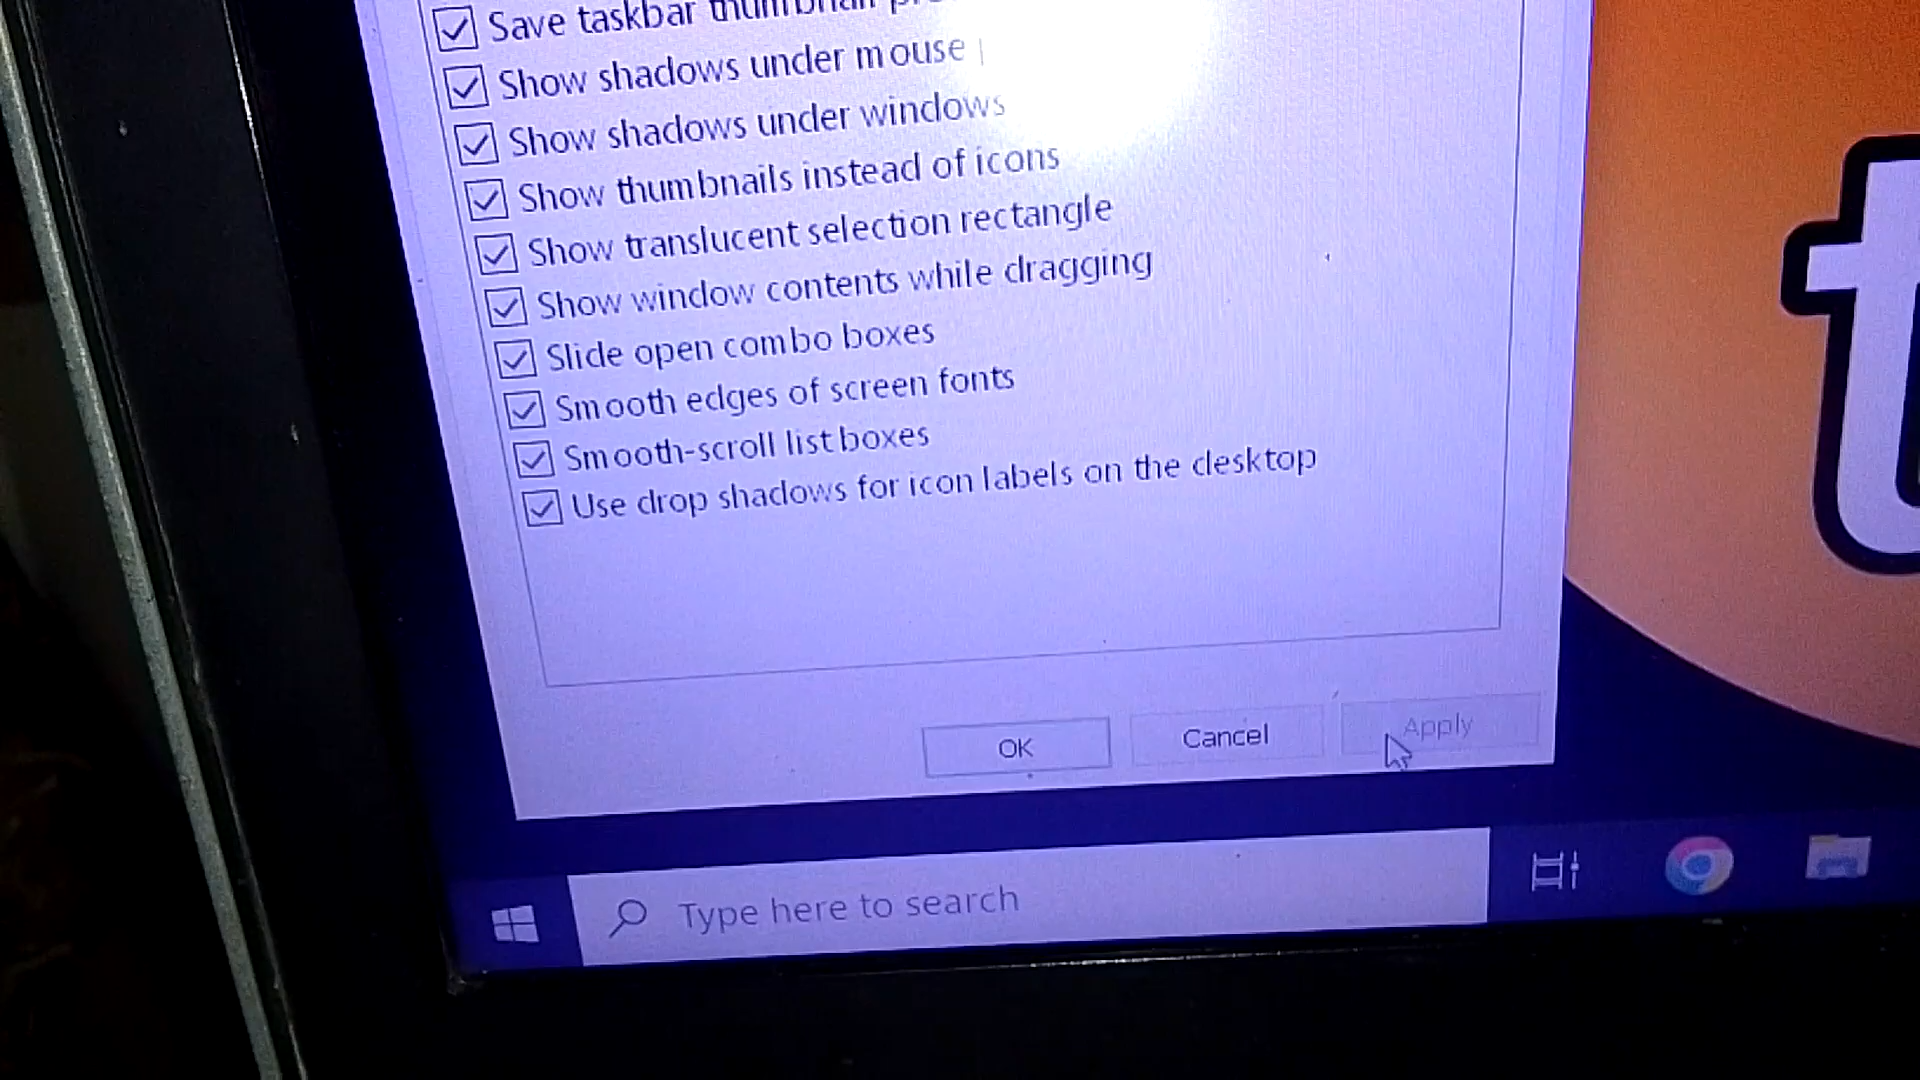 Save taskbar thumbnail
Show shadows under mouse
Show shadows under windows
Show thumbnails instead of icons
Show translucent selection rectangle
Show window contents while dragging
Slide open combo boxes
Smooth edges of screen fonts
Smooth-scroll list boxes
Use drop shadows for icon labels on the desktop
OK
Cancel
Apply
Type here to search
t